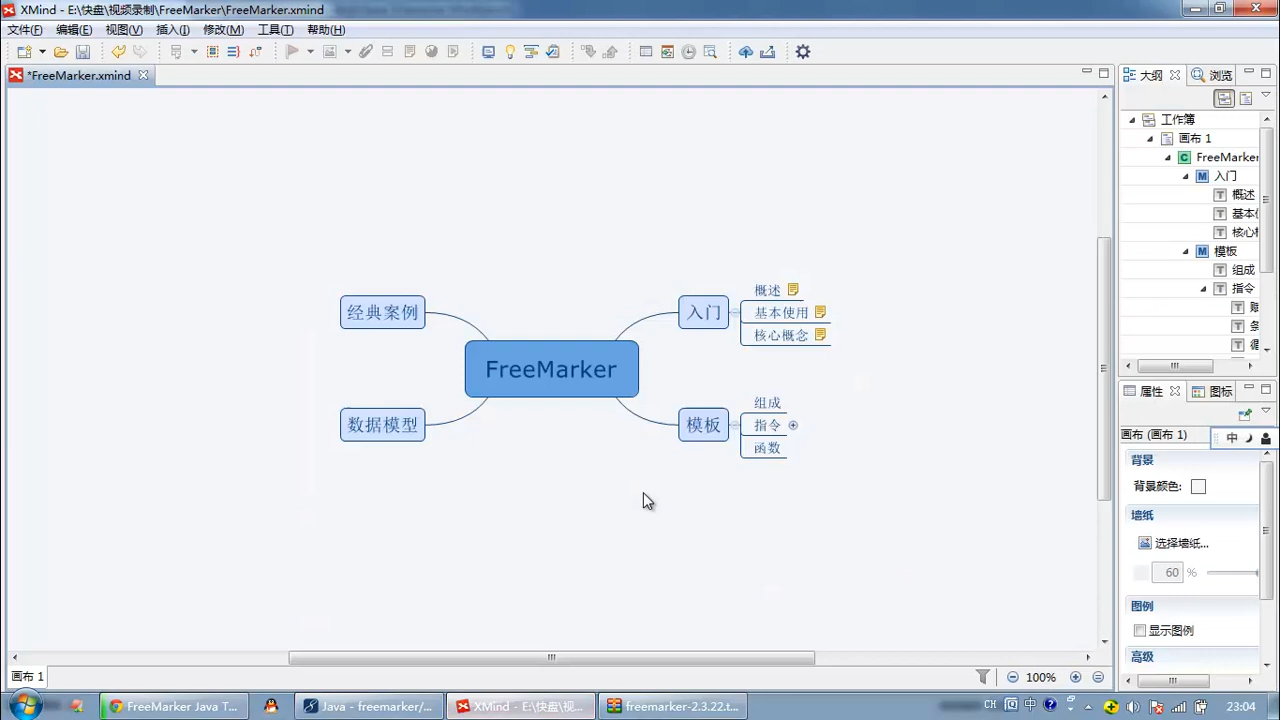 XMind - E:\快盘\视频录制\FreeMarker\FreeMarker.xmind
文件(F) 编辑(E) 视图(V) 插入(I) 修改(M) 工具(T) 帮助(H)
*FreeMarker.xmind
大纲 浏览
工作簿
画布 1
FreeMarker
入门
概述
基本使
核心
模板
组成
指令
经典案例
数据模型
FreeMarker
入门
概述
基本使用
核心概念
模板
组成
指令
函数
属性 图标
画布 (画布 1)
中
背景
背景颜色:
墙纸
选择墙纸...
60 %
图例
显示图例
高级
画布 1
100%
FreeMarker Java T...
Java - freemarker/...
XMind - E:\快盘\视...
freemarker-2.3.22.t...
CH
中
23:04